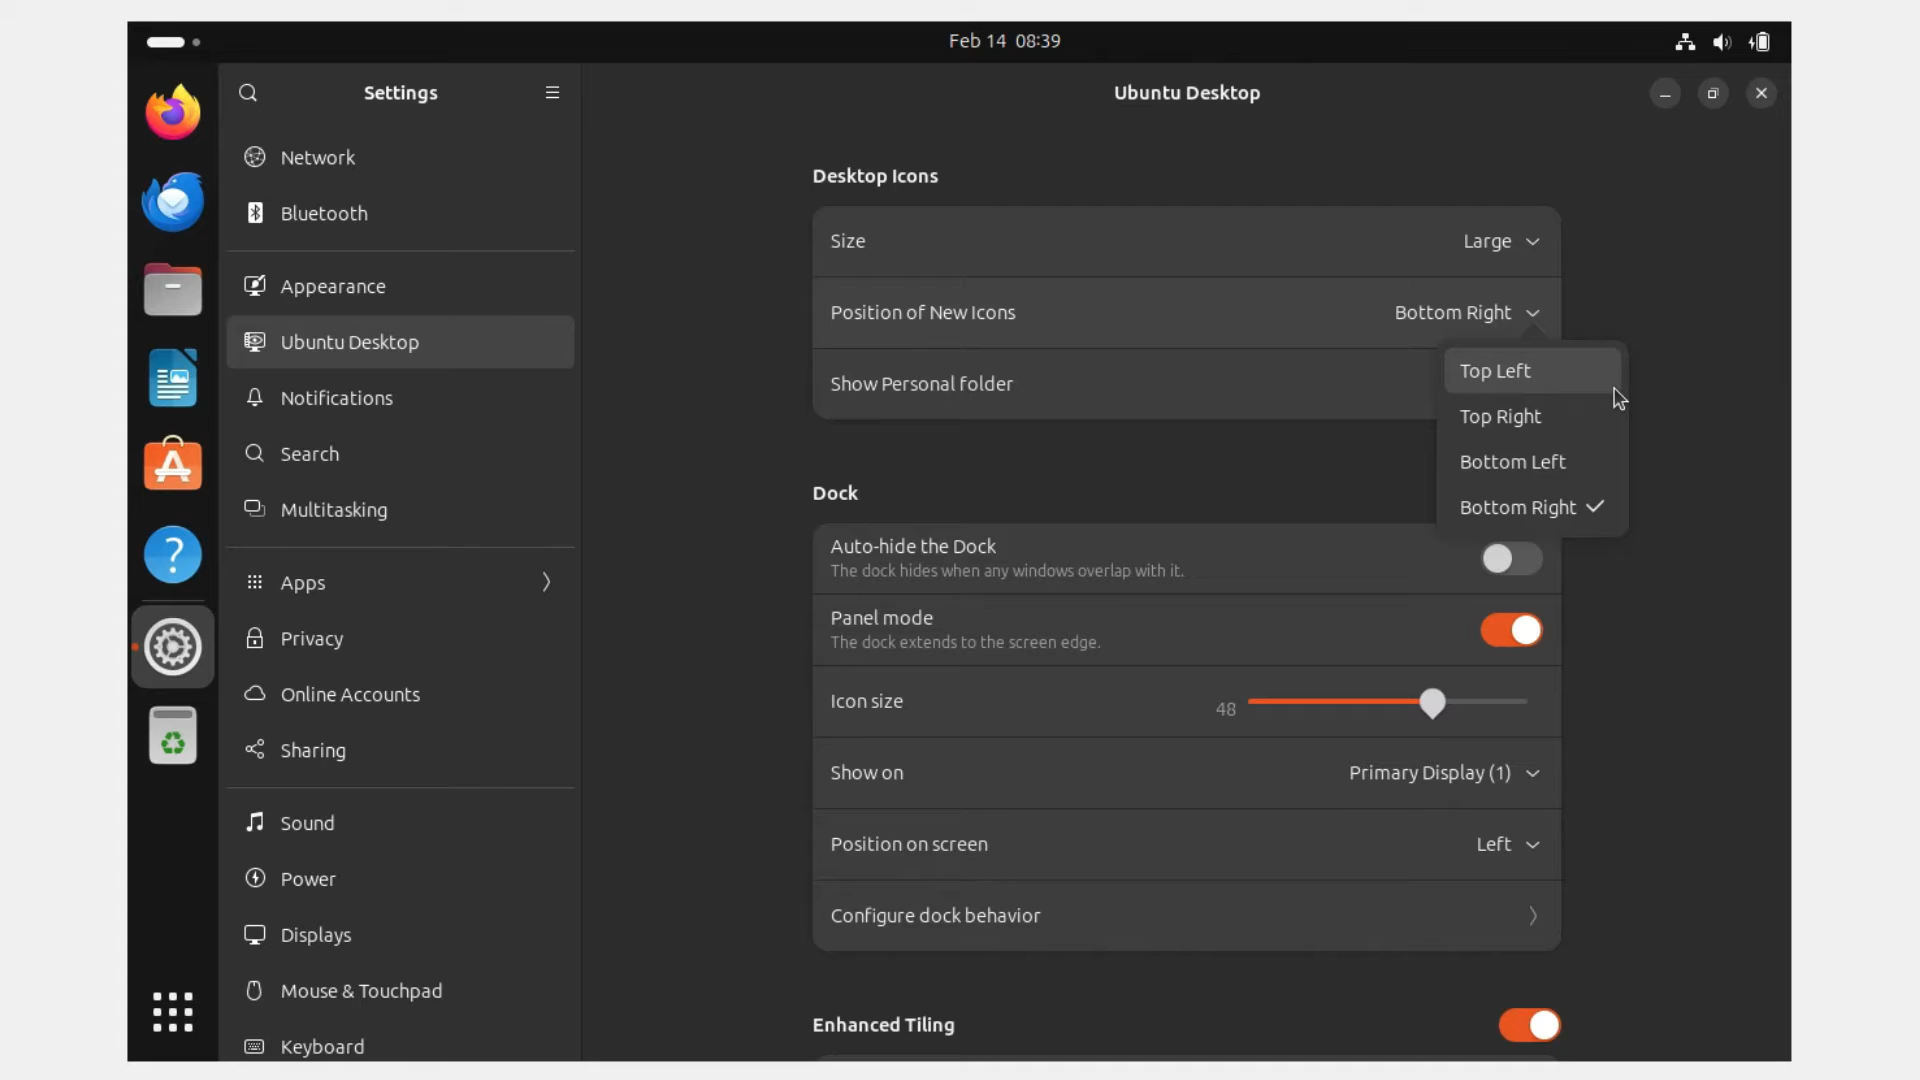 Feb 14 08:39
Settings
Ubuntu Desktop
Network
Bluetooth
Appearance
Ubuntu Desktop
Notifications
Search
Multitasking
Apps
Privacy
Online Accounts
Sharing
Sound
Power
Displays
Mouse & Touchpad
Keyboard
Desktop Icons
Size Large
Position of New Icons Bottom Right
Show Personal folder
Top Left
Top Right
Bottom Left
Bottom Right
Dock
Auto-hide the Dock
The dock hides when any windows overlap with it.
Panel mode
The dock extends to the screen edge.
Icon size 48
Show on Primary Display (1)
Position on screen Left
Configure dock behavior
Enhanced Tiling